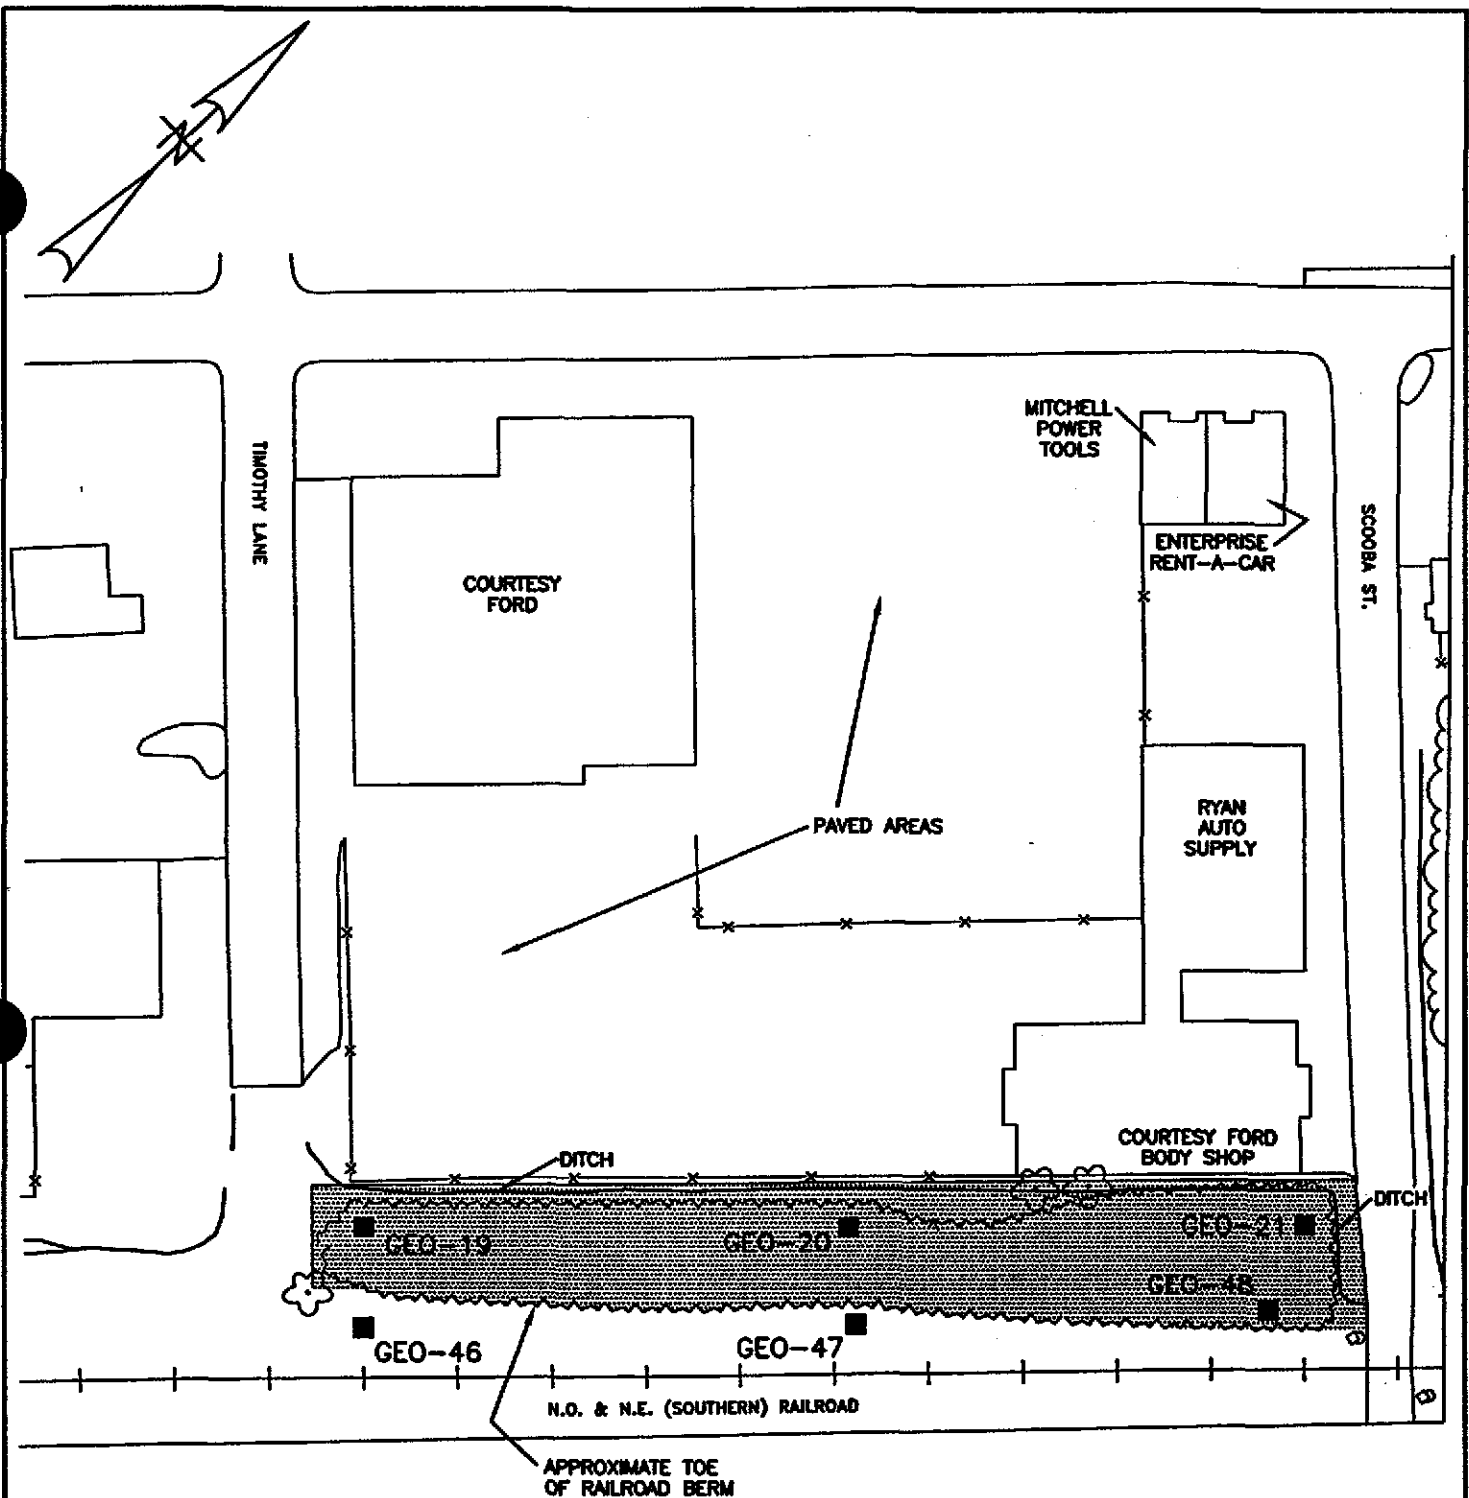 N
MITCHELL
POWER
TOOLS
TIMOTHY LANE
SCOOBA ST.
ENTERPRISE
RENT-A-CAR
COURTESY
FORD
PAVED AREAS
RYAN
AUTO
SUPPLY
COURTESY FORD
BODY SHOP
DITCH
DITCH
GEO-19
GEO-20
GEO-21
GEO-48
GEO-46
GEO-47
N.O. & N.E. (SOUTHERN) RAILROAD
APPROXIMATE TOE
OF RAILROAD BERM